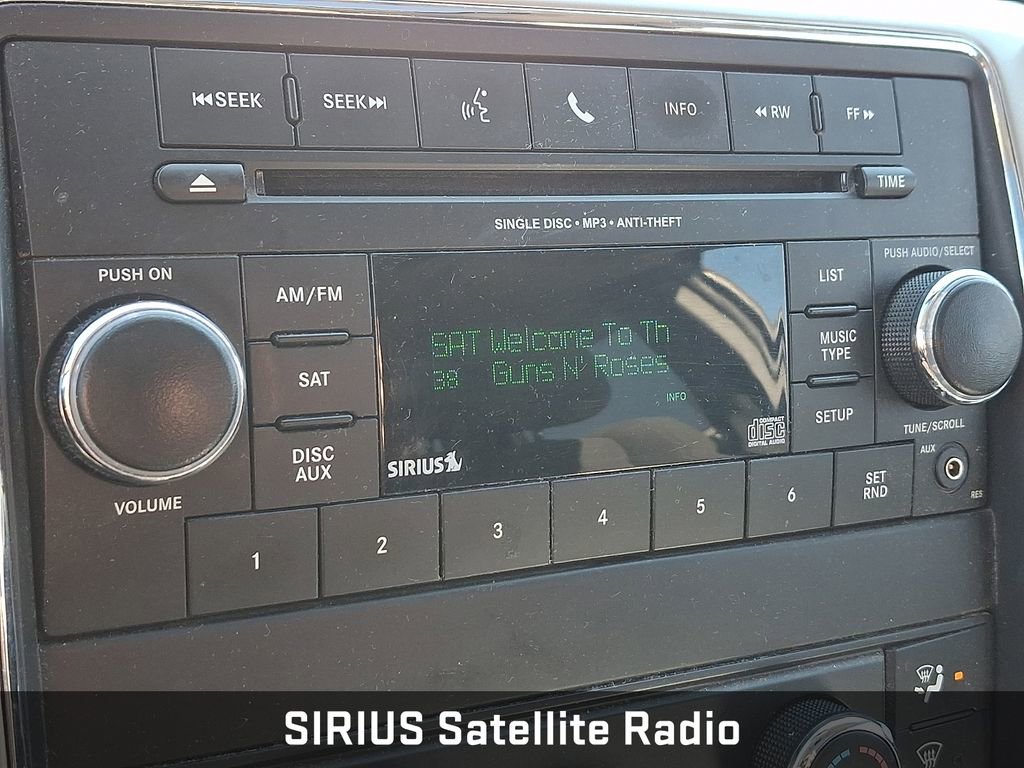 SEEK
SEEK
INFO
RW
FF
TIME
SINGLE DISC • MP3 • ANTI-THEFT
PUSH ON
VOLUME
AM/FM
SAT
DISC
AUX
SAT Welcome To Th
38 Guns N' Roses
INFO
SIRIUS
COMPACT
disc
DIGITAL AUDIO
LIST
MUSIC
TYPE
SETUP
PUSH AUDIO/SELECT
TUNE/SCROLL
AUX
RES
1
2
3
4
5
6
SET
RND
SIRIUS Satellite Radio